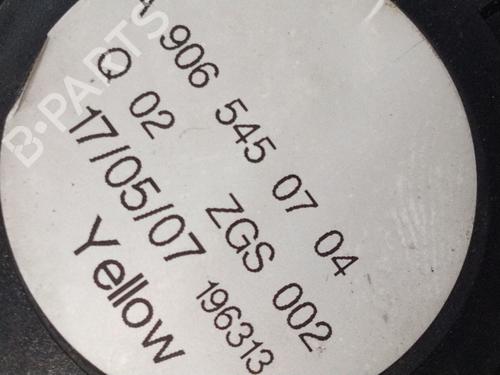 A 906 545 07 04
Q 02 ZGS 002
17/05/07 196313
Yellow
B-PARTS